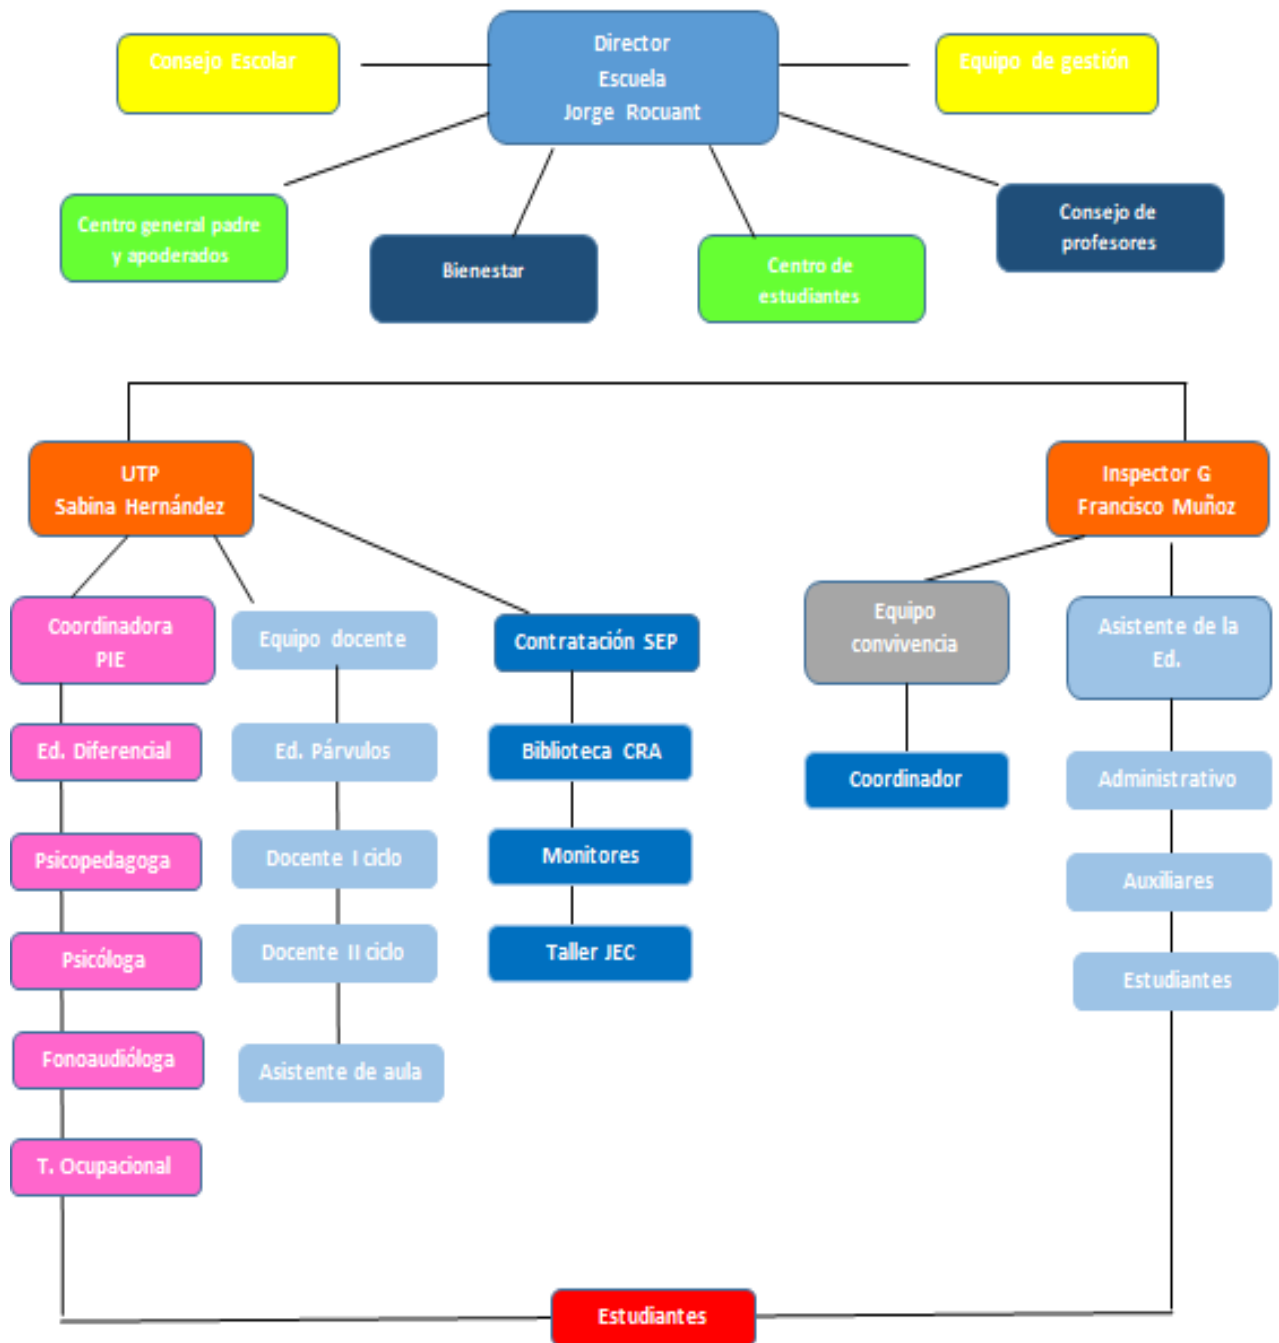 Consejo Escolar
Director
Escuela
Jorge Rocuant
Equipo de gestión
Centro general padre
y apoderados
Bienestar
Centro de
estudiantes
Consejo de
profesores
UTP
Sabina Hernández
Inspector G
Francisco Muñoz
Coordinadora
PIE
Ed. Diferencial
Psicopedagoga
Psicóloga
Fonoaudióloga
T. Ocupacional
Equipo docente
Ed. Párvulos
Docente I ciclo
Docente II ciclo
Asistente de aula
Contratación SEP
Biblioteca CRA
Monitores
Taller JEC
Equipo
convivencia
Coordinador
Asistente de la
Ed.
Administrativo
Auxiliares
Estudiantes
Estudiantes